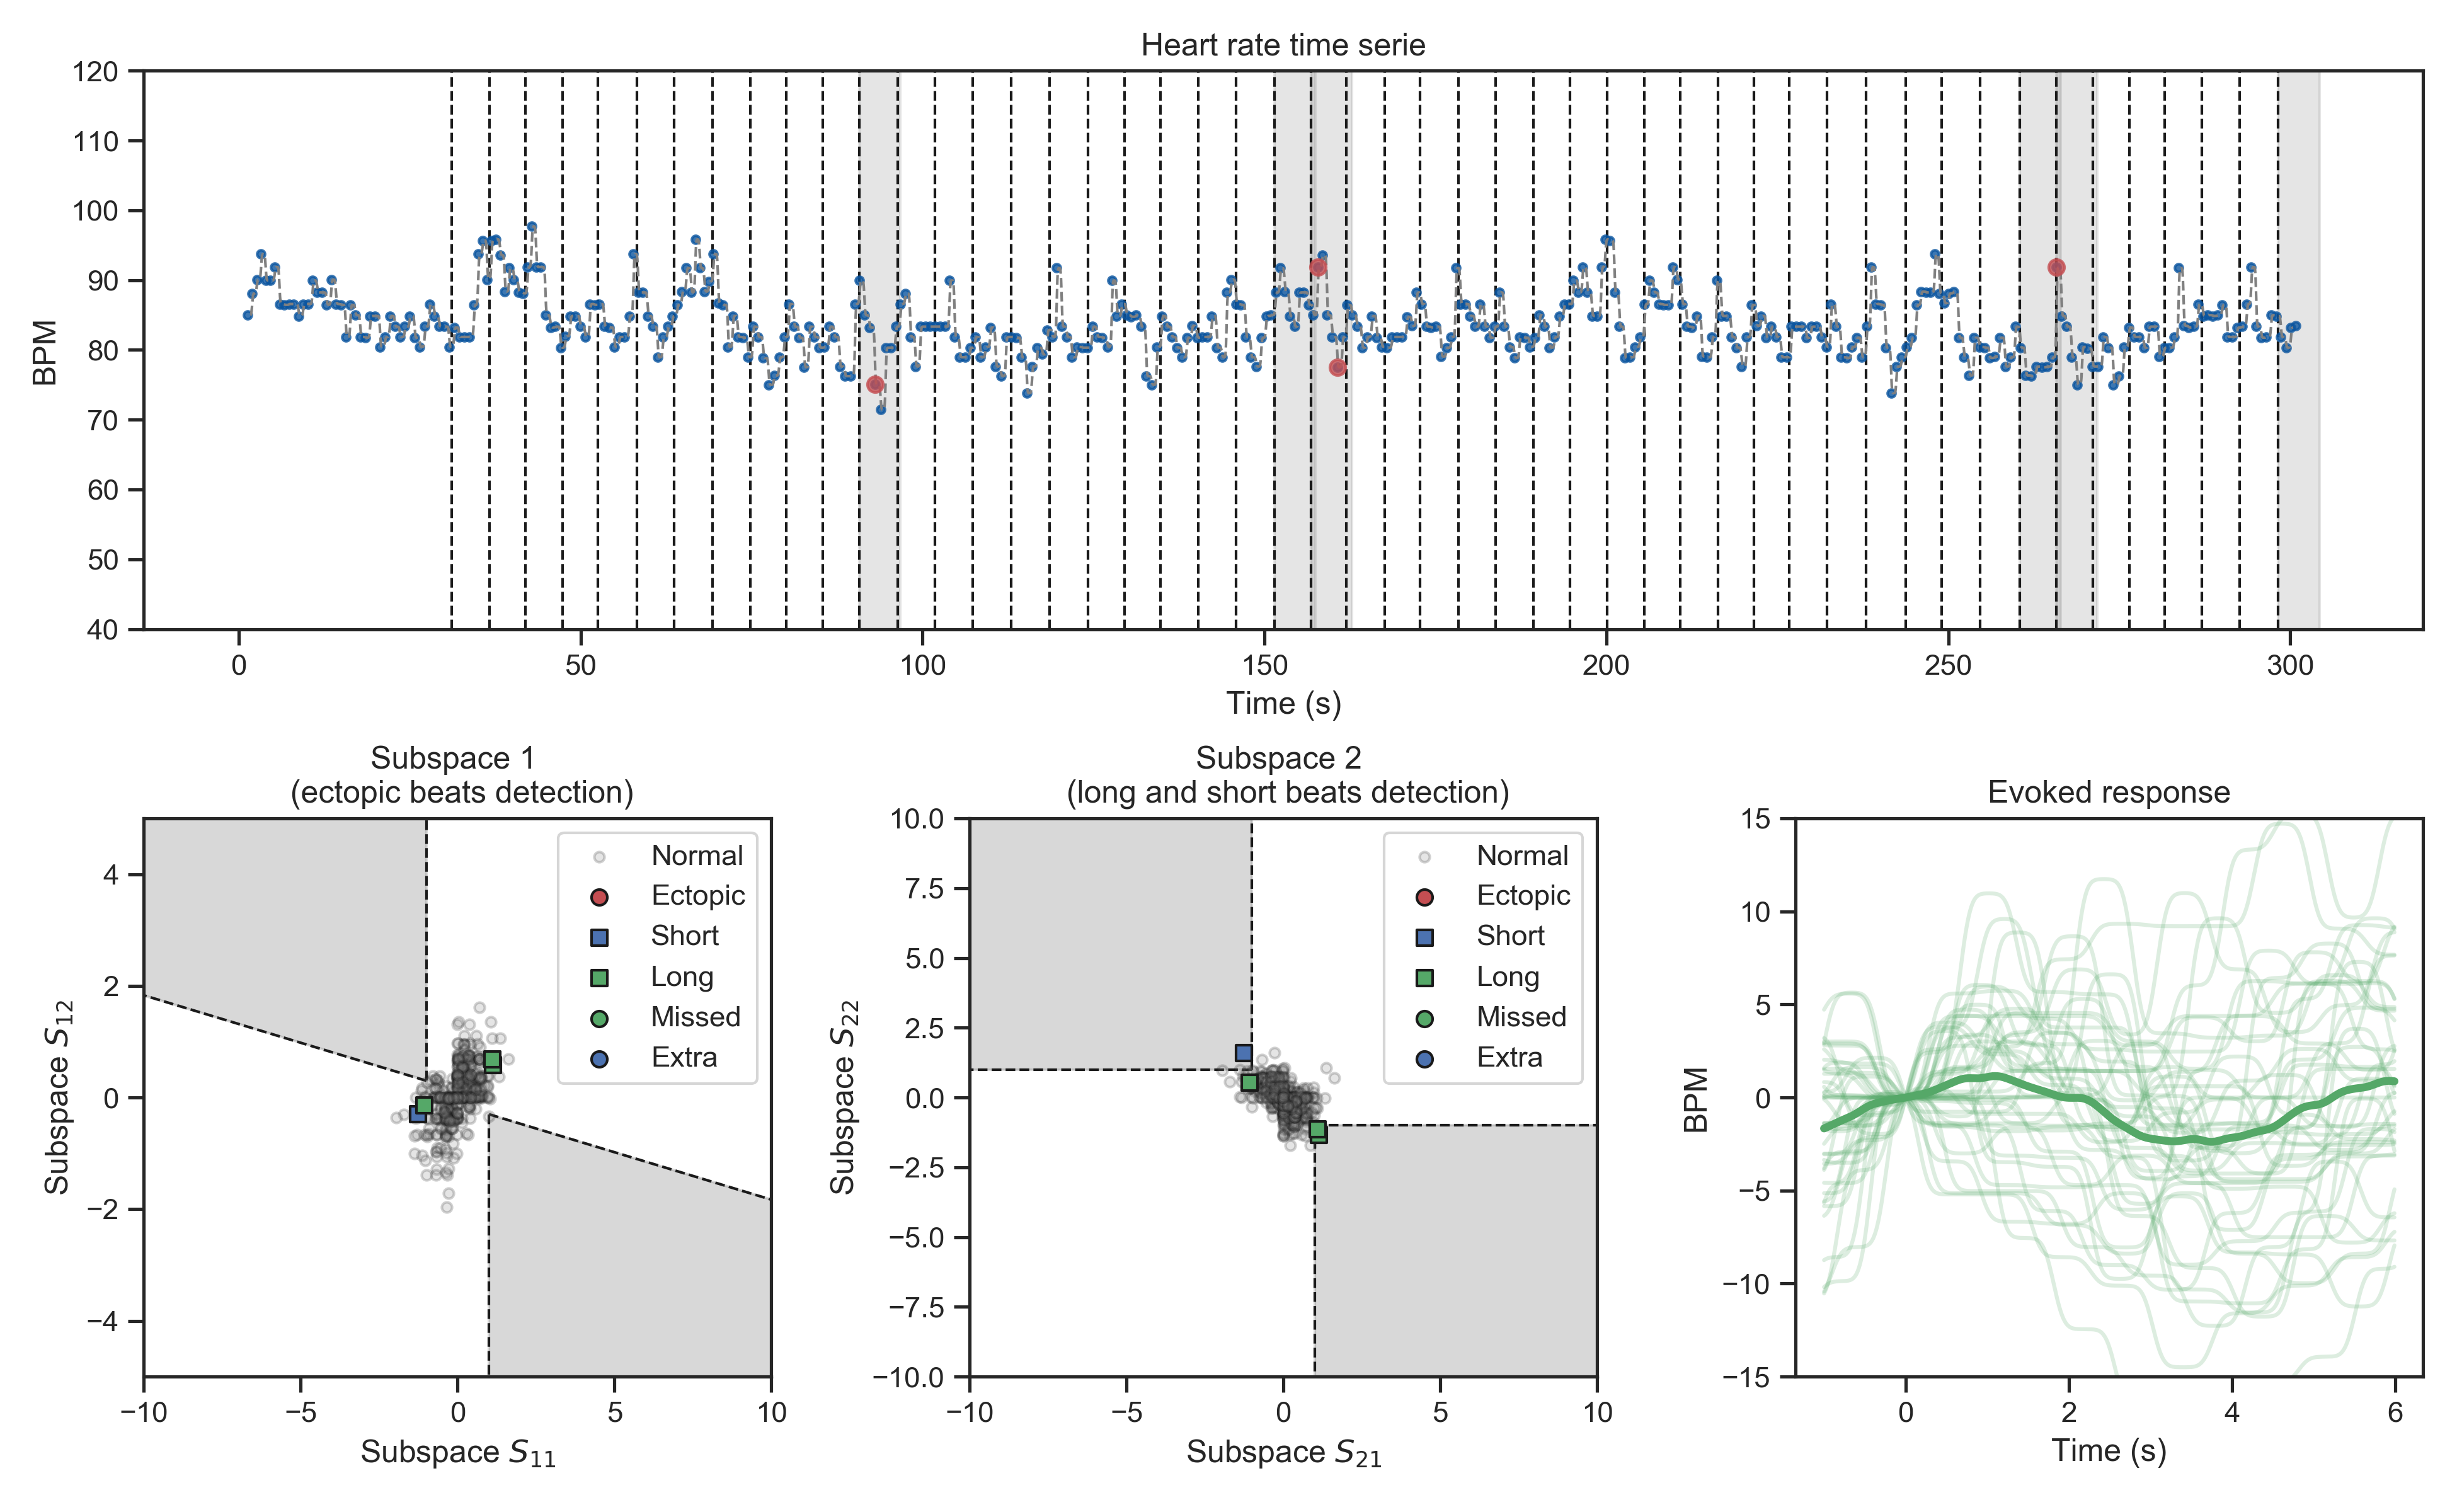 Heart rate time serie
120
110
100
90
80
70
60
50
40
BPM
0 50 100 150 200 250 300
Time (s)
Subspace 1
(ectopic beats detection)
4
2
0
−2
−4
Subspace S12
Normal
Ectopic
Short
Long
Missed
Extra
−10 −5 0 5 10
Subspace S11
Subspace 2
(long and short beats detection)
10.0
7.5
5.0
2.5
0.0
−2.5
−5.0
−7.5
−10.0
Subspace S22
Normal
Ectopic
Short
Long
Missed
Extra
−10 −5 0 5 10
Subspace S21
Evoked response
15
10
5
0
−5
−10
−15
BPM
0 2 4 6
Time (s)